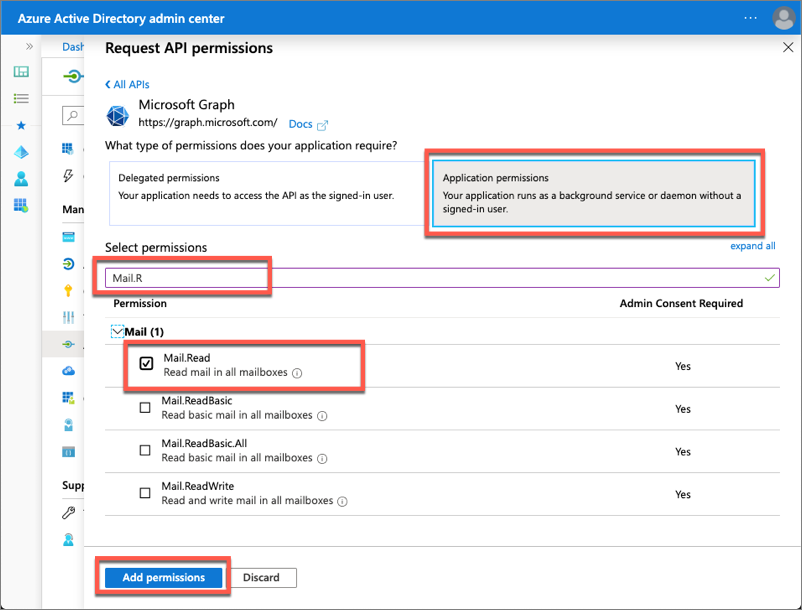 Azure Active Directory admin center
Dash
Request API permissions
All APIs
Microsoft Graph
https://graph.microsoft.com/ Docs
What type of permissions does your application require?
Delegated permissions
Your application needs to access the API as the signed-in user.
Application permissions
Your application runs as a background service or daemon without a
signed-in user.
Man
Select permissions
expand all
Mail.R
Permission Admin Consent Required
Mail (1)
Mail.Read
Read mail in all mailboxes
Yes
Mail.ReadBasic
Read basic mail in all mailboxes
Yes
Mail.ReadBasic.All
Read basic mail in all mailboxes
Yes
Mail.ReadWrite
Read and write mail in all mailboxes
Yes
Supp
Add permissions Discard